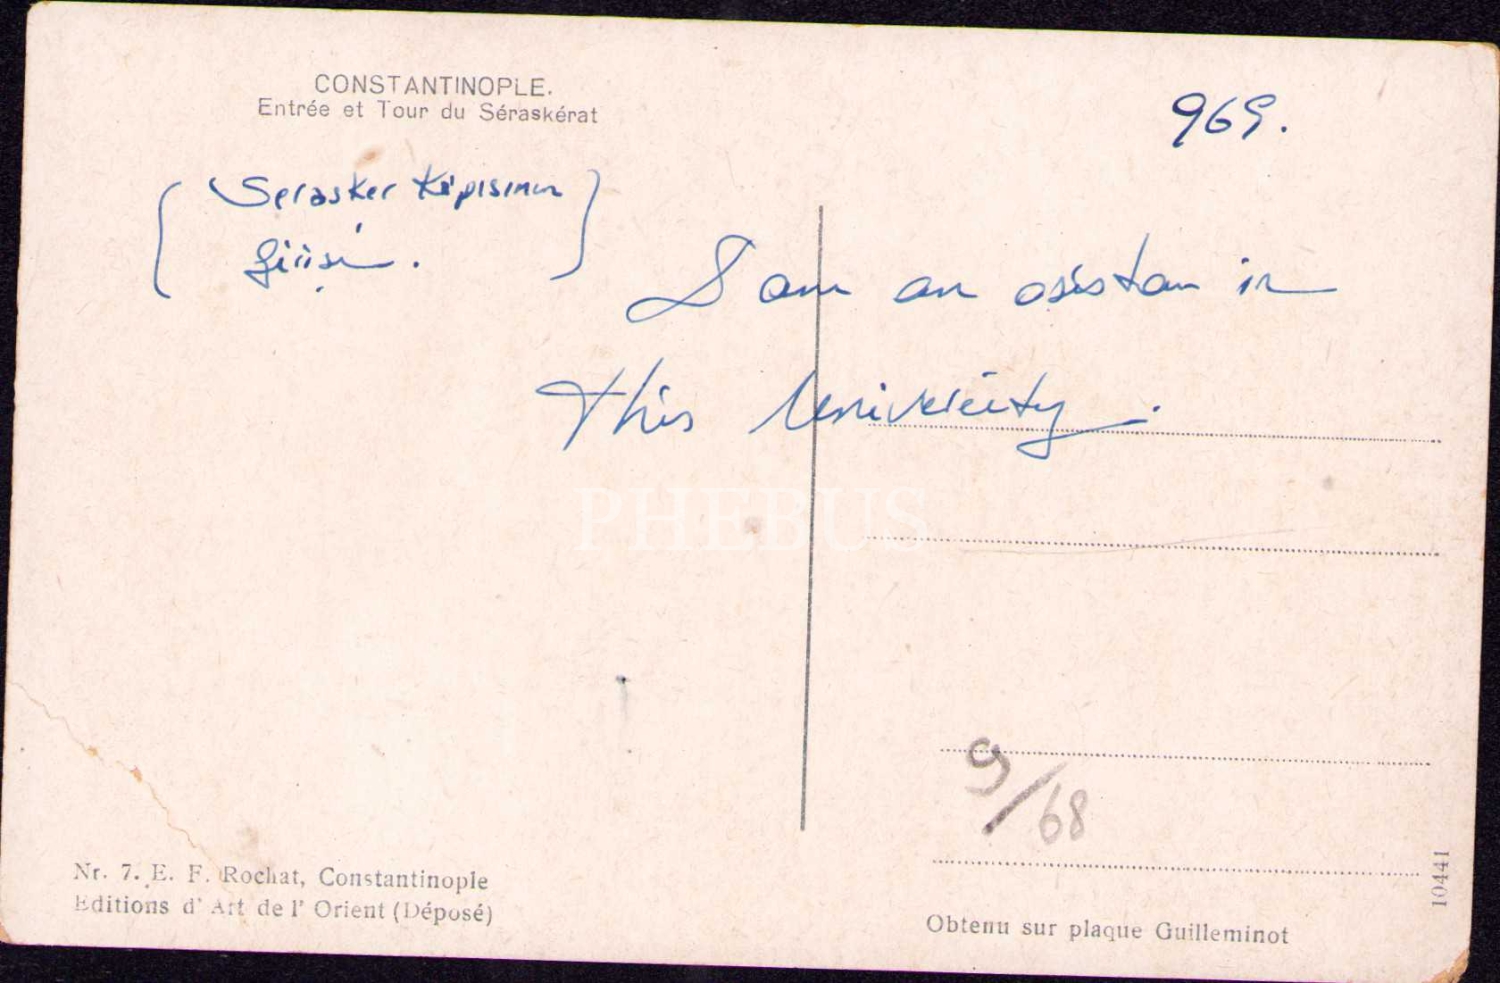 CONSTANTINOPLE.
Entrée et Tour du Séraskérat
969.
( Serasker Kapısının
girişi. )
I am an asistan in
this Univercity.
PHEBUS
9/68
Nr. 7. E. F. Rochat, Constantinople
Editions d' Art de l' Orient (Déposé)
Obtenu sur plaque Guilleminot
10441